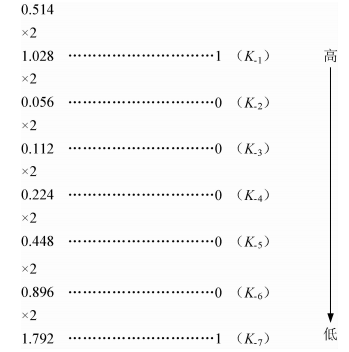 0.514
×2
1.028 ································1 (K-1) 高
×2
0.056 ································0 (K-2)
×2
0.112 ································0 (K-3)
×2
0.224 ································0 (K-4)
×2
0.448 ································0 (K-5)
×2
0.896 ································0 (K-6)
×2
1.792 ································1 (K-7) 低